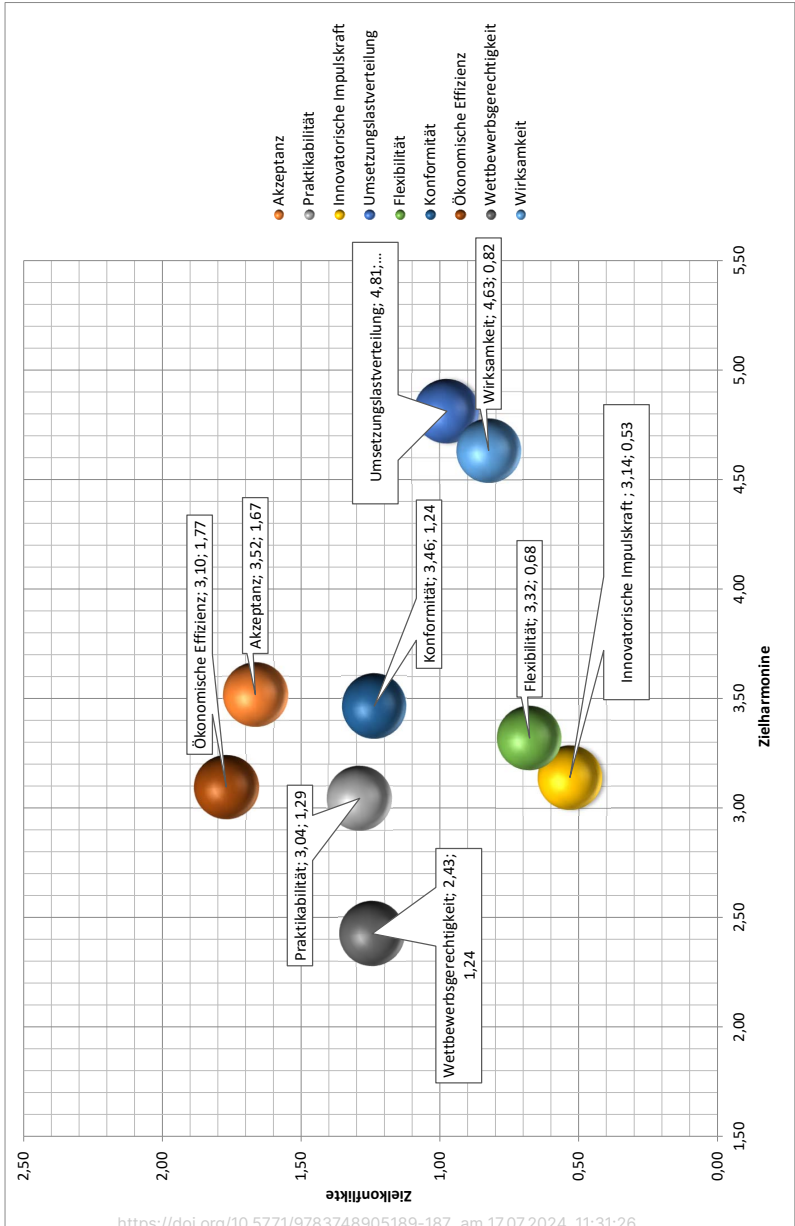 2,50
2,00
1,50
1,00
0,50
0,00
1,50
2,00
2,50
3,00
3,50
4,00
4,50
5,00
5,50
Zielkonflikte
Zielharmonine
Ökonomische Effizienz; 3,10; 1,77
Akzeptanz; 3,52; 1,67
Praktikabilität; 3,04; 1,29
Konformität; 3,46; 1,24
Wettbewerbsgerechtigkeit; 2,43;
1,24
Umsetzungslastverteilung; 4,81;...
Wirksamkeit; 4,63; 0,82
Flexibilität; 3,32; 0,68
Innovatorische Impulskraft ; 3,14; 0,53
Akzeptanz
Praktikabilität
Innovatorische Impulskraft
Umsetzungslastverteilung
Flexibilität
Konformität
Ökonomische Effizienz
Wettbewerbsgerechtigkeit
Wirksamkeit
https://doi.org/10.5771/9783748905189-187, am 17.07.2024, 11:31:26